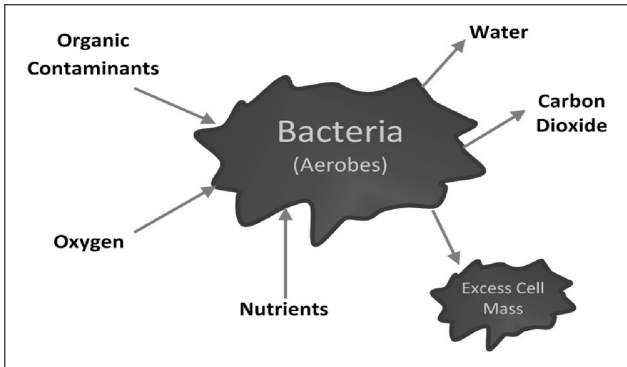 Organic
Contaminants
Water
Carbon
Dioxide
Bacteria
(Aerobes)
Oxygen
Nutrients
Excess Cell
Mass